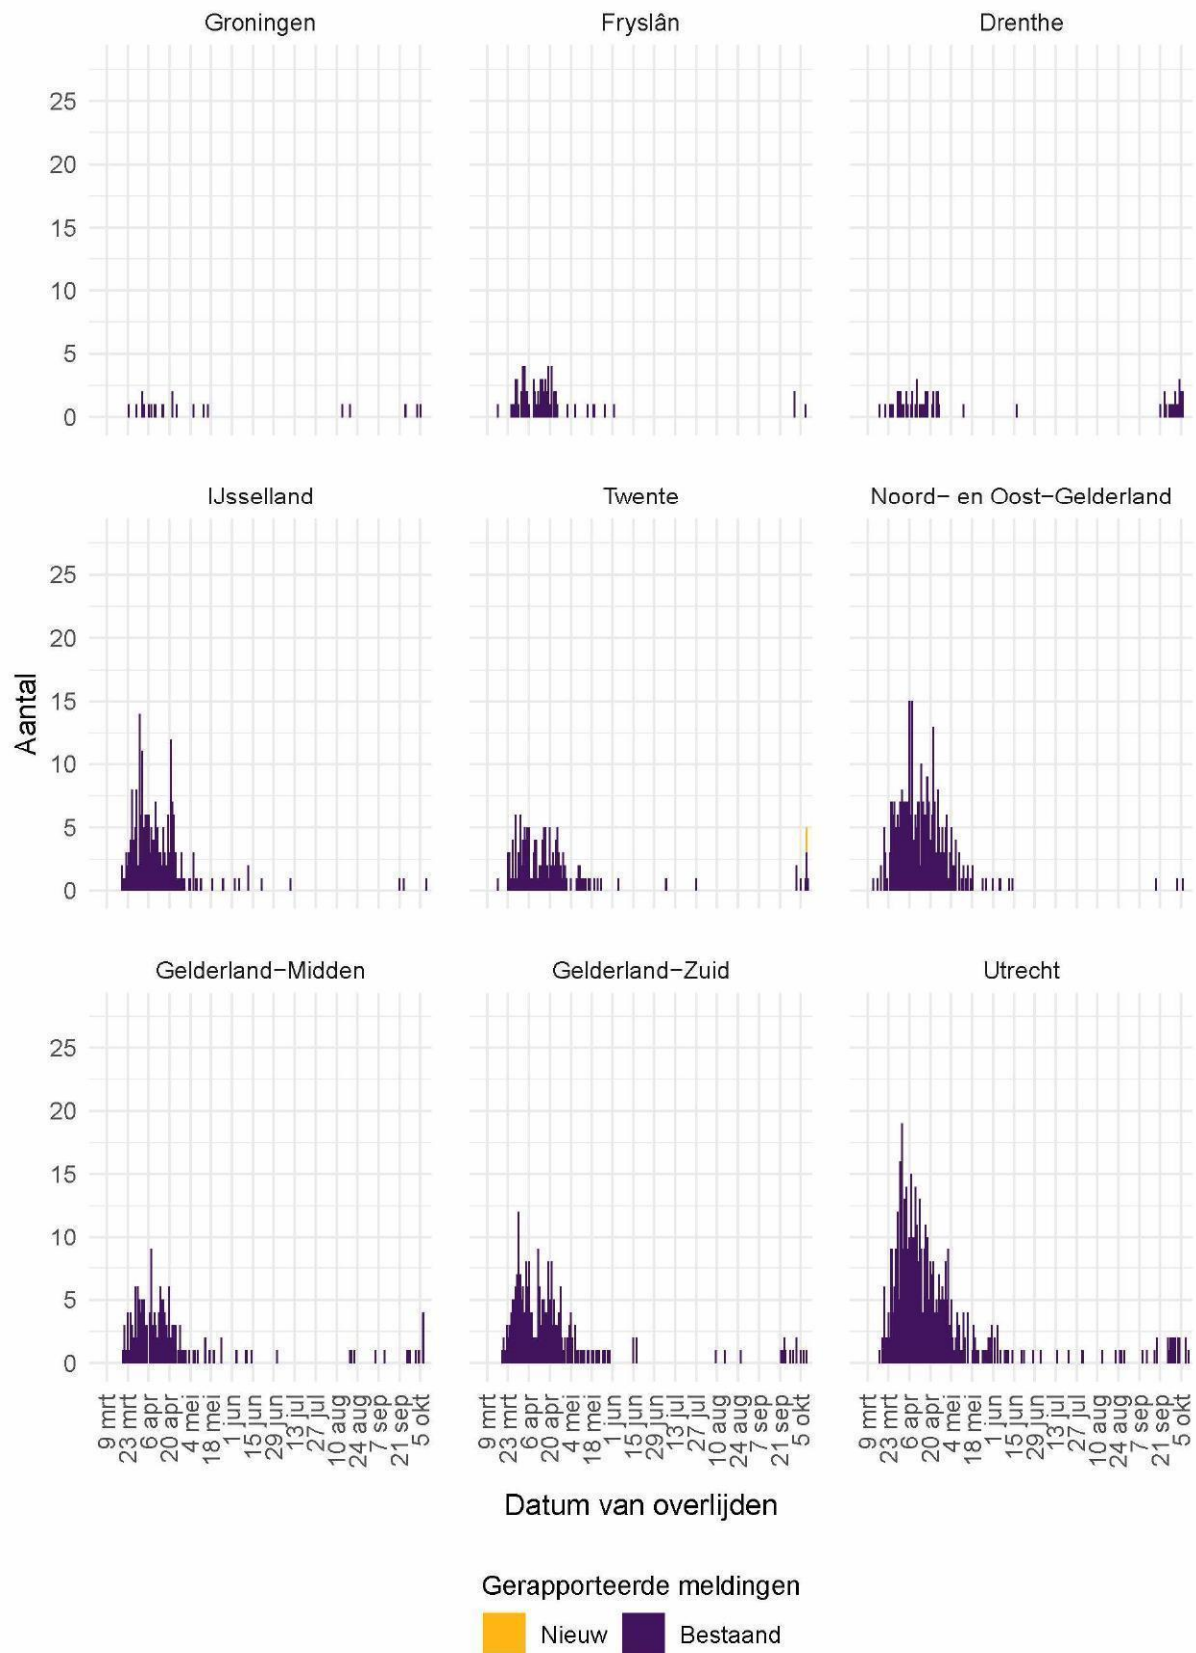 Groningen Fryslân Drenthe
25
20
15
10
5
0
IJsselland Twente Noord- en Oost-Gelderland
25
20
15
10
5
0
Aantal
Gelderland-Midden Gelderland-Zuid Utrecht
25
20
15
10
5
0
9 mrt 23 mrt 6 apr 20 apr 4 mei 18 mei 1 jun 15 jun 29 jun 13 jul 27 jul 10 aug 24 aug 7 sep 21 sep 5 okt
9 mrt 23 mrt 6 apr 20 apr 4 mei 18 mei 1 jun 15 jun 29 jun 13 jul 27 jul 10 aug 24 aug 7 sep 21 sep 5 okt
9 mrt 23 mrt 6 apr 20 apr 4 mei 18 mei 1 jun 15 jun 29 jun 13 jul 27 jul 10 aug 24 aug 7 sep 21 sep 5 okt
Datum van overlijden
Gerapporteerde meldingen
Nieuw Bestaand